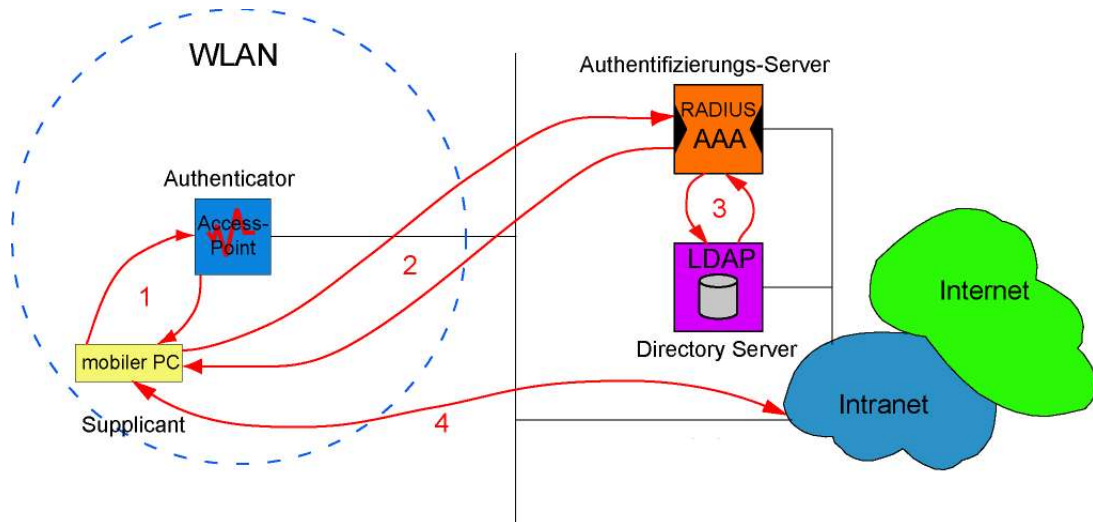 WLAN
Authentifizierungs-Server
RADIUS
AAA
Authenticator
Access-
Point
3
2
1
LDAP
Internet
mobiler PC
Directory Server
Intranet
Supplicant
4